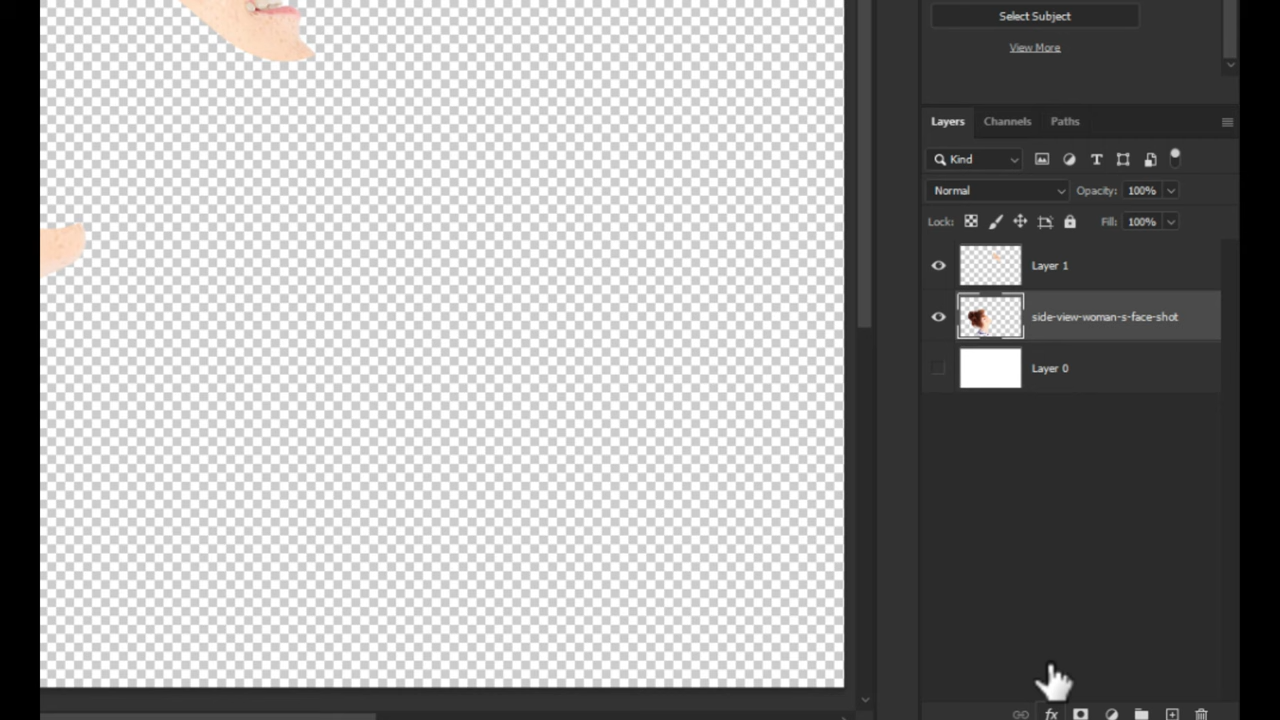 Select Subject
View More
Layers Channels Paths
Kind T
Normal Opacity: 100%
Lock: Fill: 100%
Layer 1
side-view-woman-s-face-shot
Layer 0
fx